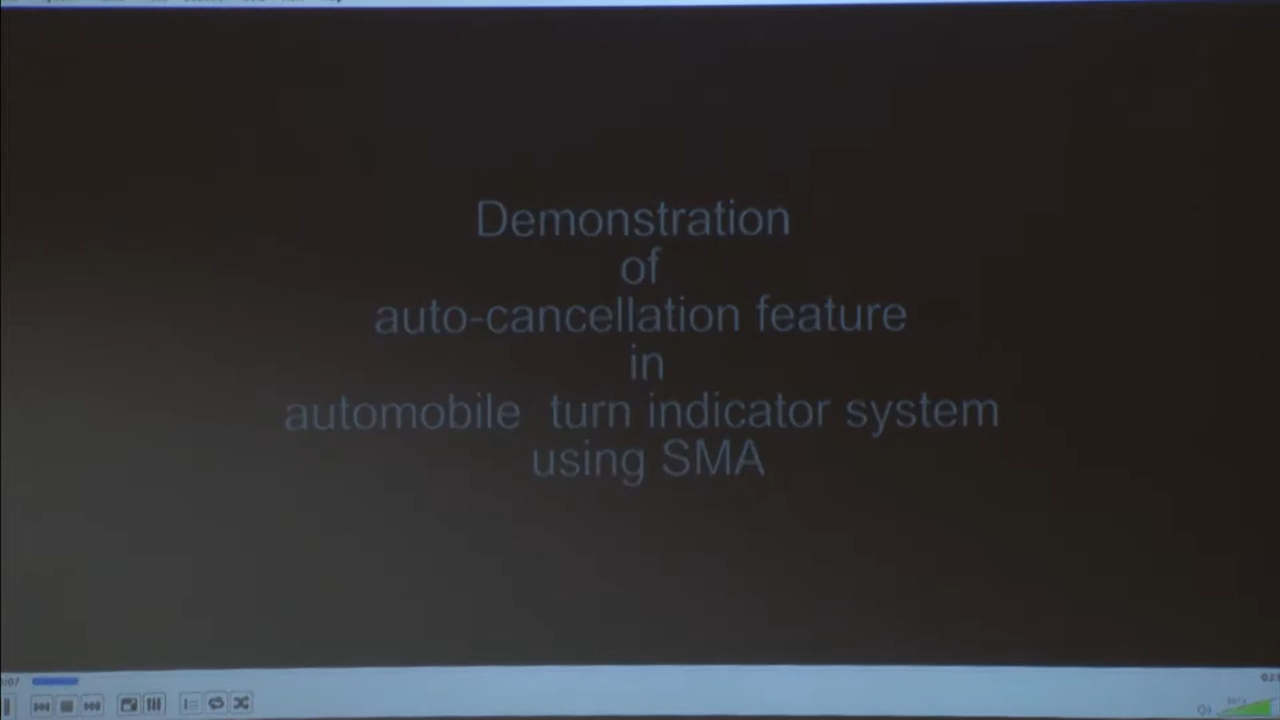 Demonstration
of
auto-cancellation feature
in
automobile turn indicator system
using SMA